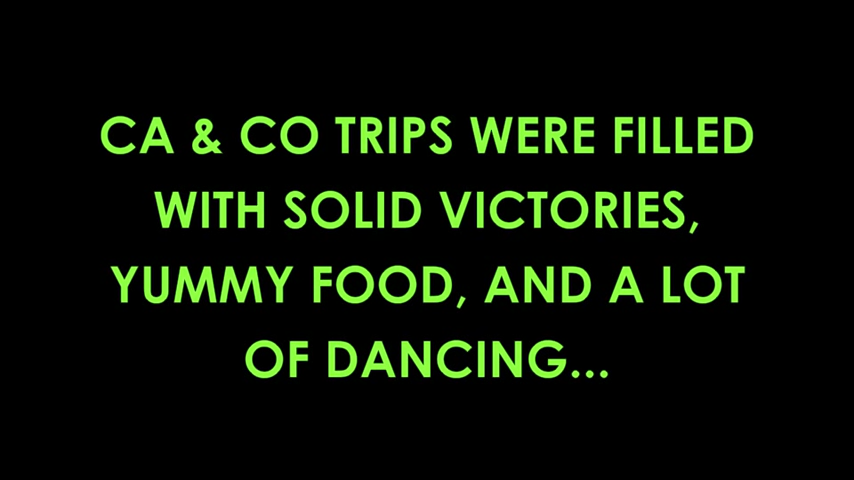 CA & CO TRIPS WERE FILLED
WITH SOLID VICTORIES,
YUMMY FOOD, AND A LOT
OF DANCING...